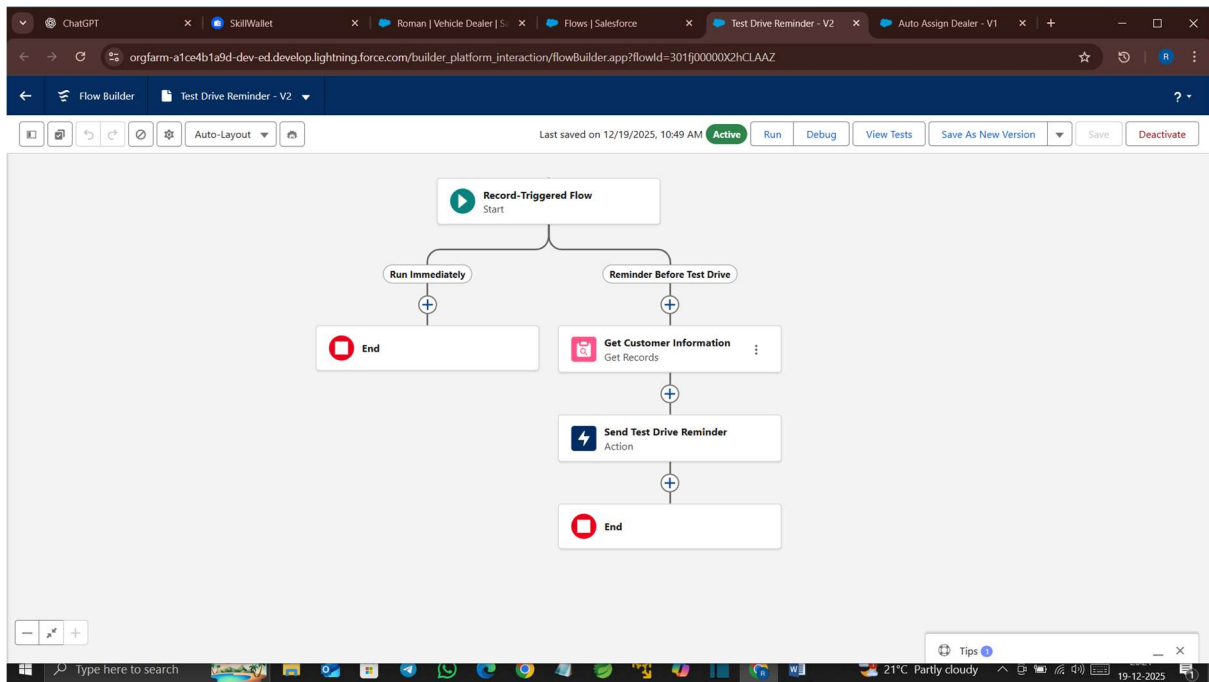 ChatGPT
SkillWallet
Roman | Vehicle Dealer | S
Flows | Salesforce
Test Drive Reminder - V2
Auto Assign Dealer - V1
orgfarm-a1ce4b1a9d-dev-ed.develop.lightning.force.com/builder_platform_interaction/flowBuilder.app?flowId=301fj00000X2hCLAAZ
R
Flow Builder
Test Drive Reminder - V2
?
Auto-Layout
Last saved on 12/19/2025, 10:49 AM
Active
Run
Debug
View Tests
Save As New Version
Save
Deactivate
Record-Triggered Flow
Start
Run Immediately
Reminder Before Test Drive
End
Get Customer Information
Get Records
Send Test Drive Reminder
Action
End
Tips 1
Type here to search
21°C Partly cloudy
19-12-2025